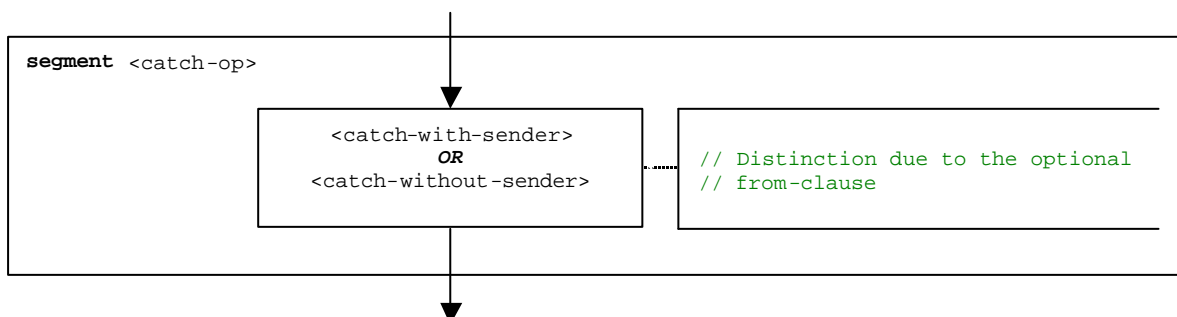 segment <catch-op>
<catch-with-sender>
OR
<catch-without-sender>
// Distinction due to the optional
// from-clause